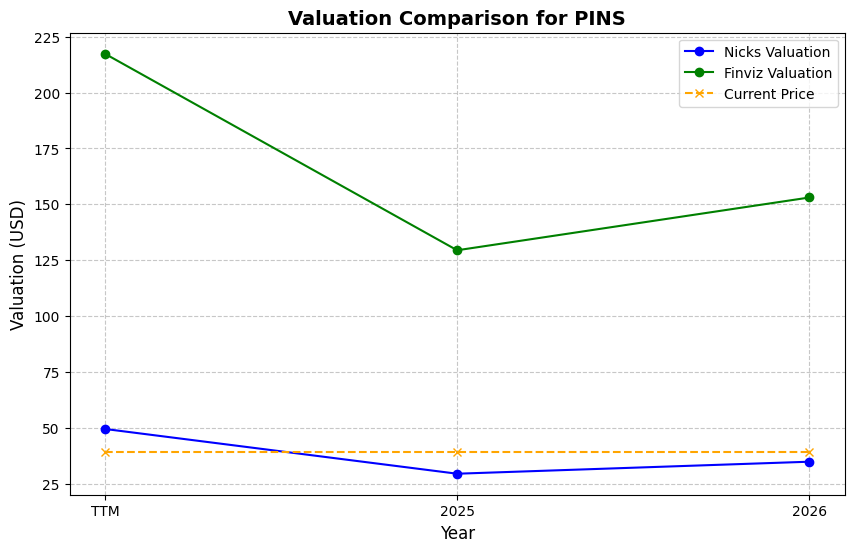 Valuation Comparison for PINS
Nicks Valuation
Finviz Valuation
Current Price
Valuation (USD)
225
200
175
150
125
100
75
50
25
TTM
2025
2026
Year